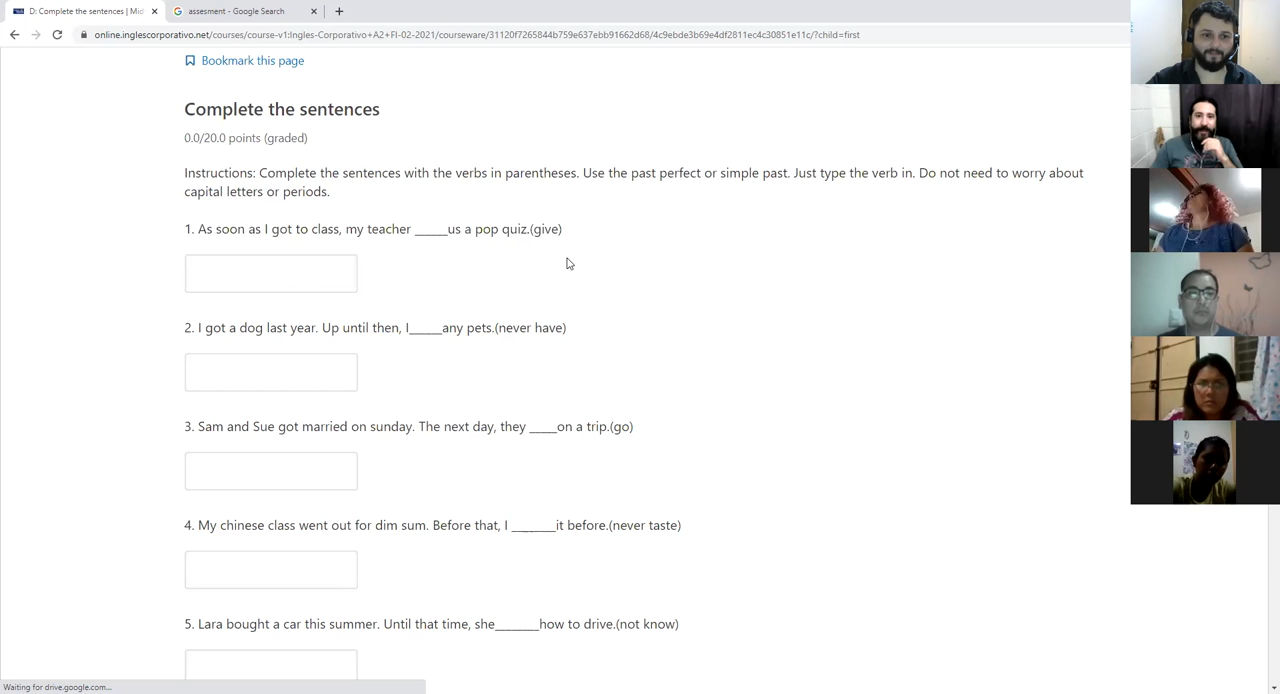 D: Complete the sentences | Mid
assesment - Google Search
online.inglescorporativo.net/courses/course-v1:Ingles-Corporativo+A2+FI-02-2021/courseware/31120f7265844b759e637ebb91662d68/4c9ebde3b69e4df2811ec4c30851e11c/?child=first
Bookmark this page
Complete the sentences
0.0/20.0 points (graded)
Instructions: Complete the sentences with the verbs in parentheses. Use the past perfect or simple past. Just type the verb in. Do not need to worry about
capital letters or periods.
1. As soon as I got to class, my teacher _____us a pop quiz.(give)
2. I got a dog last year. Up until then, I_____any pets.(never have)
3. Sam and Sue got married on sunday. The next day, they ____on a trip.(go)
4. My chinese class went out for dim sum. Before that, I _______it before.(never taste)
5. Lara bought a car this summer. Until that time, she_______how to drive.(not know)
Waiting for drive.google.com...